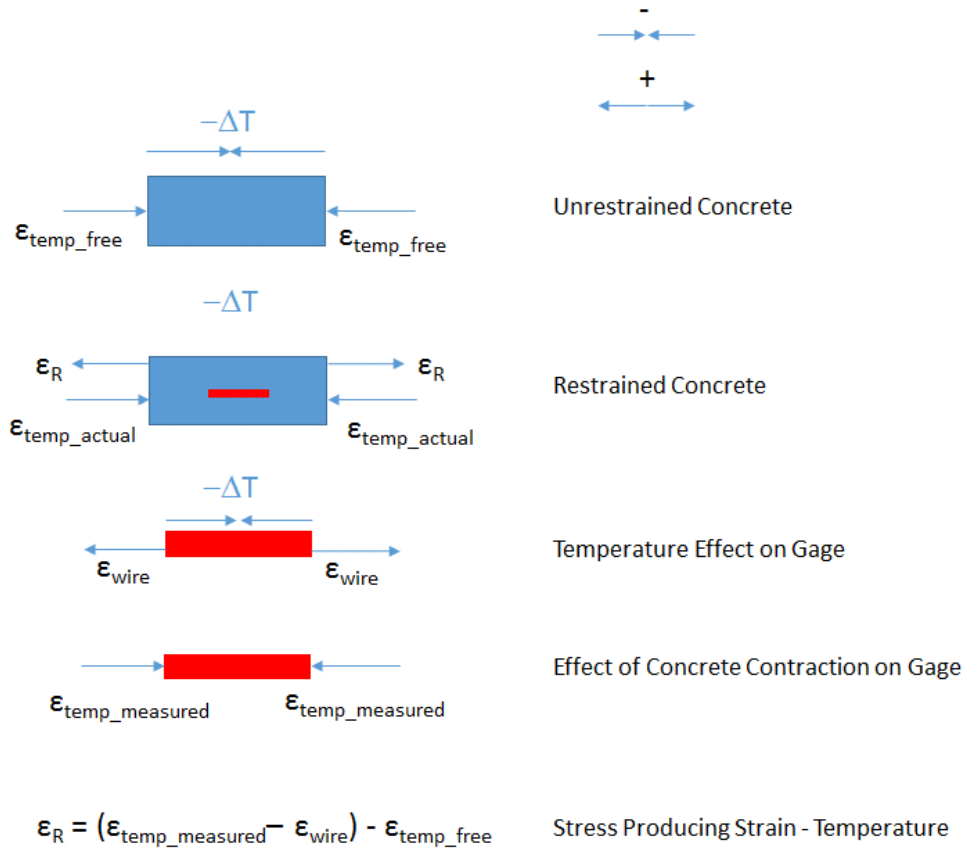 -
+
−ΔT
Unrestrained Concrete
εtemp_free
εtemp_free
−ΔT
εR
εR
Restrained Concrete
εtemp_actual
εtemp_actual
−ΔT
Temperature Effect on Gage
εwire
εwire
Effect of Concrete Contraction on Gage
εtemp_measured
εtemp_measured
εR = (εtemp_measured− εwire) - εtemp_free
Stress Producing Strain - Temperature